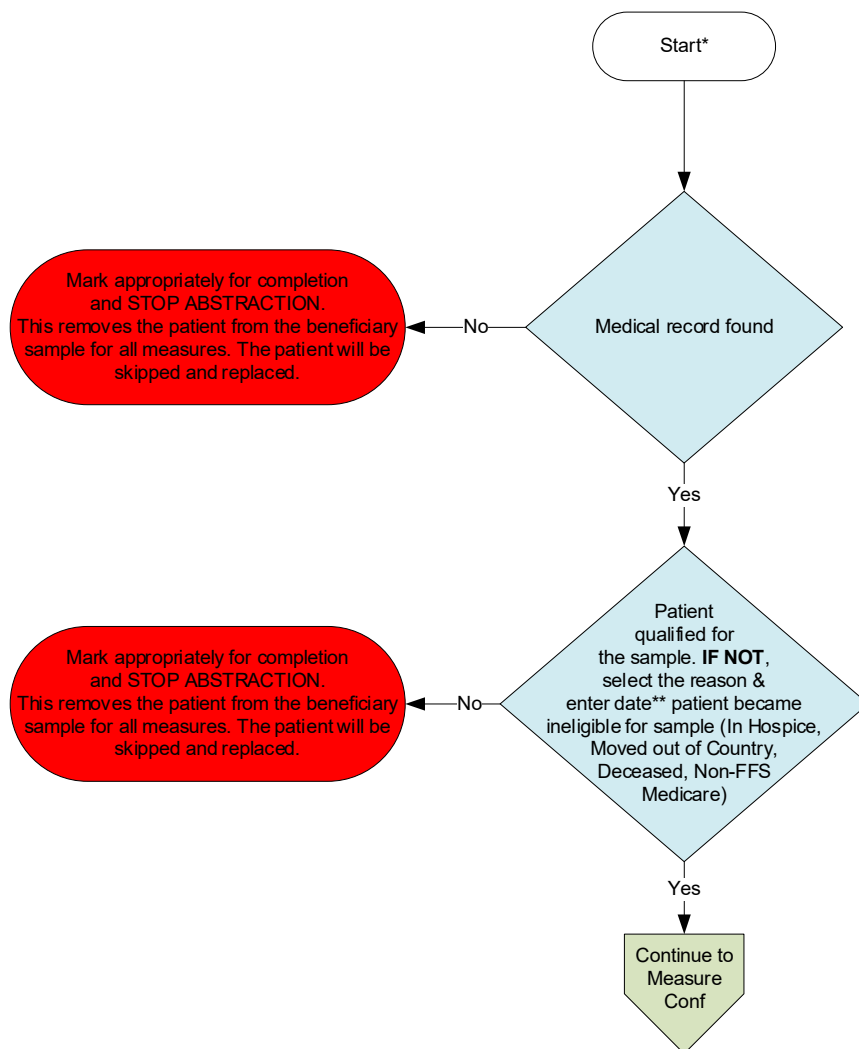 Start*
Medical record found
No
Mark appropriately for completion
and STOP ABSTRACTION.
This removes the patient from the beneficiary
sample for all measures. The patient will be
skipped and replaced.
Yes
Patient
qualified for
the sample. IF NOT,
select the reason &
enter date** patient became
ineligible for sample (In Hospice,
Moved out of Country,
Deceased, Non-FFS
Medicare)
No
Mark appropriately for completion
and STOP ABSTRACTION.
This removes the patient from the beneficiary
sample for all measures. The patient will be
skipped and replaced.
Yes
Continue to
Measure
Conf